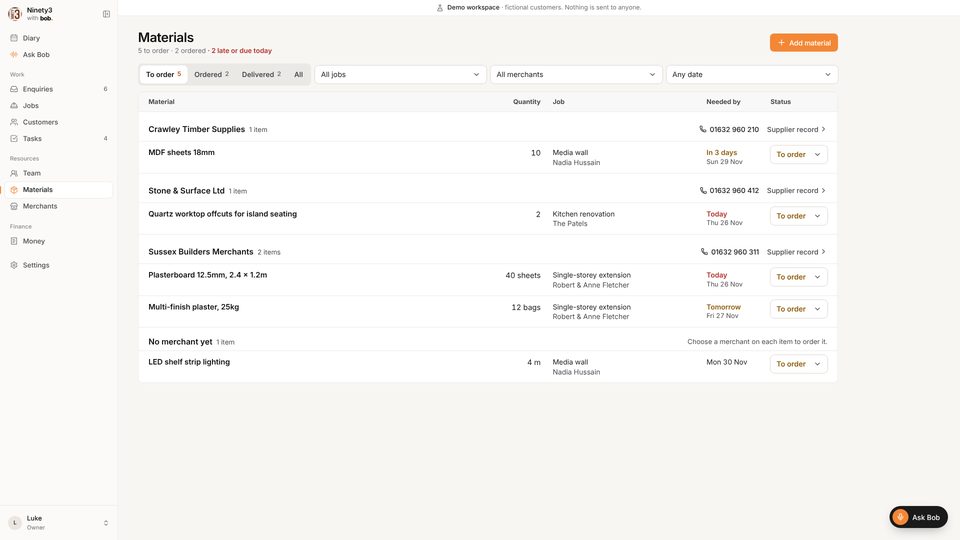 Ninety3
with bob.
Diary
Ask Bob
Work
Enquiries 6
Jobs
Customers
Tasks 4
Resources
Team
Materials
Merchants
Finance
Money
Settings
L Luke
Owner
Demo workspace · fictional customers. Nothing is sent to anyone.
Materials
5 to order · 2 ordered · 2 late or due today
Add material
To order 5 Ordered 2 Delivered 2 All All jobs All merchants Any date
Material Quantity Job Needed by Status
Crawley Timber Supplies 1 item 01632 960 210 Supplier record
MDF sheets 18mm 10 Media wall In 3 days To order
Nadia Hussain Sun 29 Nov
Stone & Surface Ltd 1 item 01632 960 412 Supplier record
Quartz worktop offcuts for island seating 2 Kitchen renovation Today To order
The Patels Thu 26 Nov
Sussex Builders Merchants 2 items 01632 960 311 Supplier record
Plasterboard 12.5mm, 2.4 × 1.2m 40 sheets Single-storey extension Today To order
Robert & Anne Fletcher Thu 26 Nov
Multi-finish plaster, 25kg 12 bags Single-storey extension Tomorrow To order
Robert & Anne Fletcher Fri 27 Nov
No merchant yet 1 item Choose a merchant on each item to order it.
LED shelf strip lighting 4 m Media wall Mon 30 Nov To order
Nadia Hussain
Ask Bob